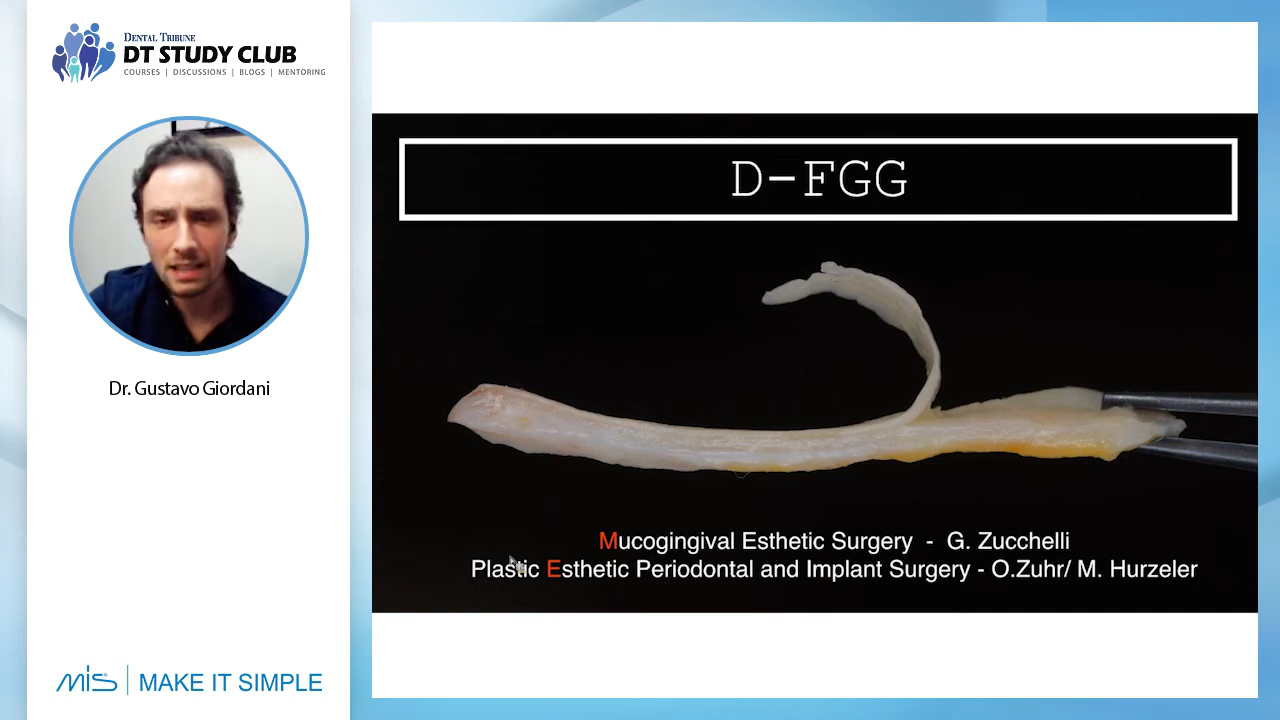 DENTAL TRIBUNE
DT STUDY CLUB
COURSES | DISCUSSIONS | BLOGS | MENTORING
Dr. Gustavo Giordani
D-FGG
Mucogingival Esthetic Surgery - G. Zucchelli
Plastic Esthetic Periodontal and Implant Surgery - O.Zuhr/ M. Hurzeler
mis | MAKE IT SIMPLE